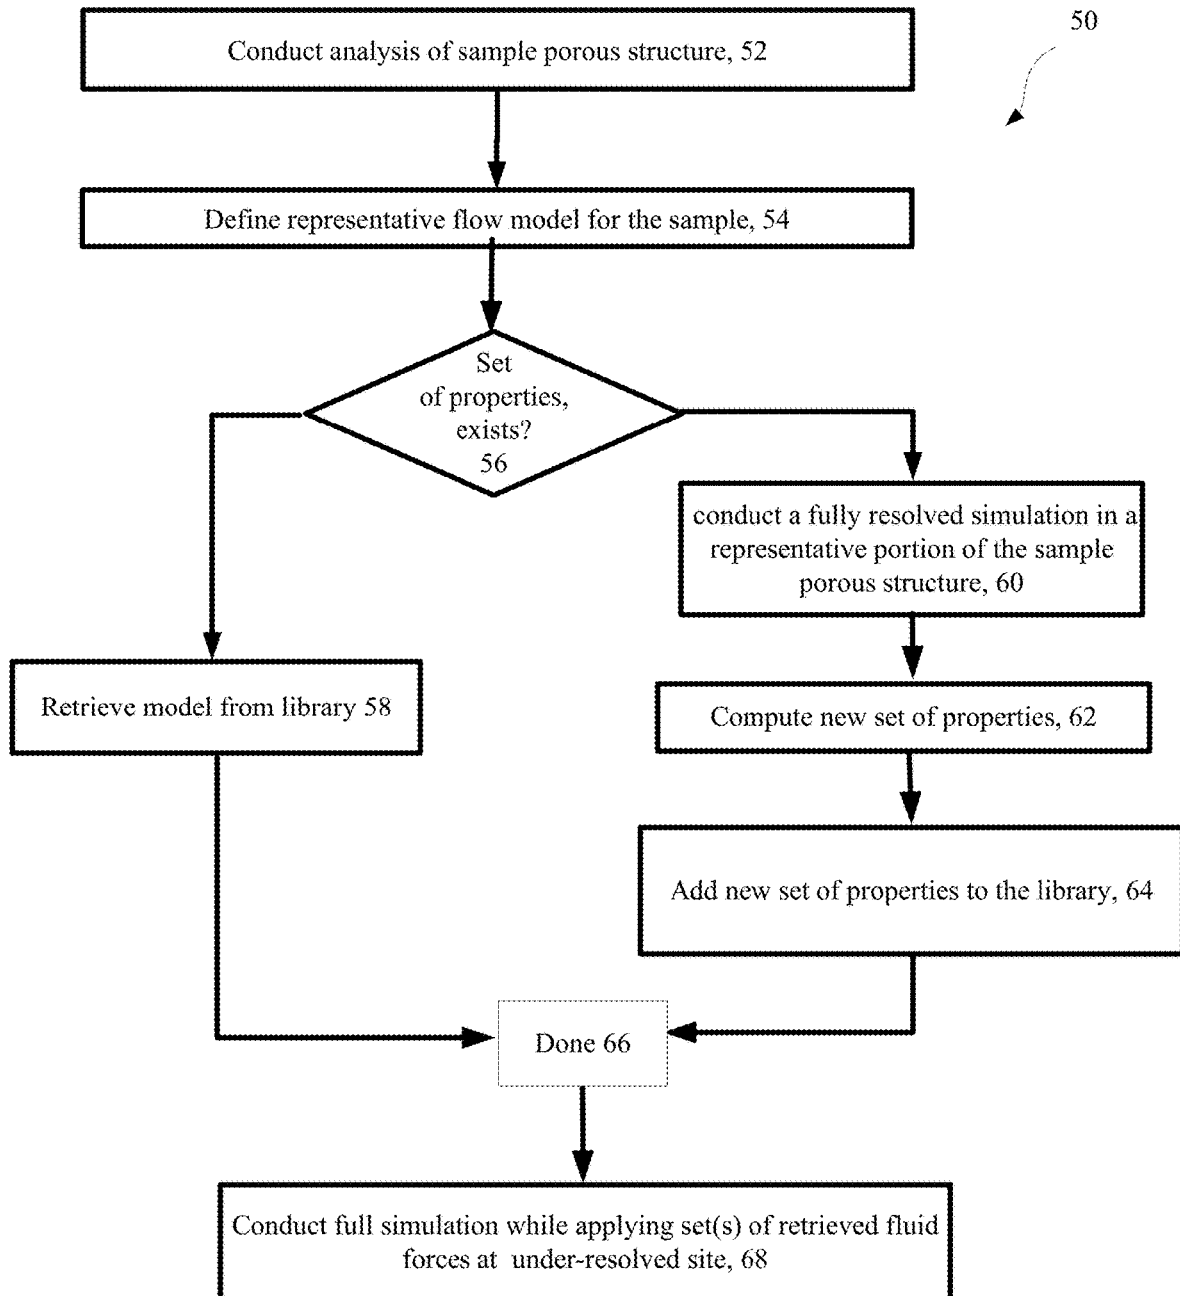 50
Conduct analysis of sample porous structure, 52
Define representative flow model for the sample, 54
Set
of properties,
exists?
56
conduct a fully resolved simulation in a
representative portion of the sample
porous structure, 60
Retrieve model from library 58
Compute new set of properties, 62
Add new set of properties to the library, 64
Done 66
Conduct full simulation while applying set(s) of retrieved fluid
forces at under-resolved site, 68